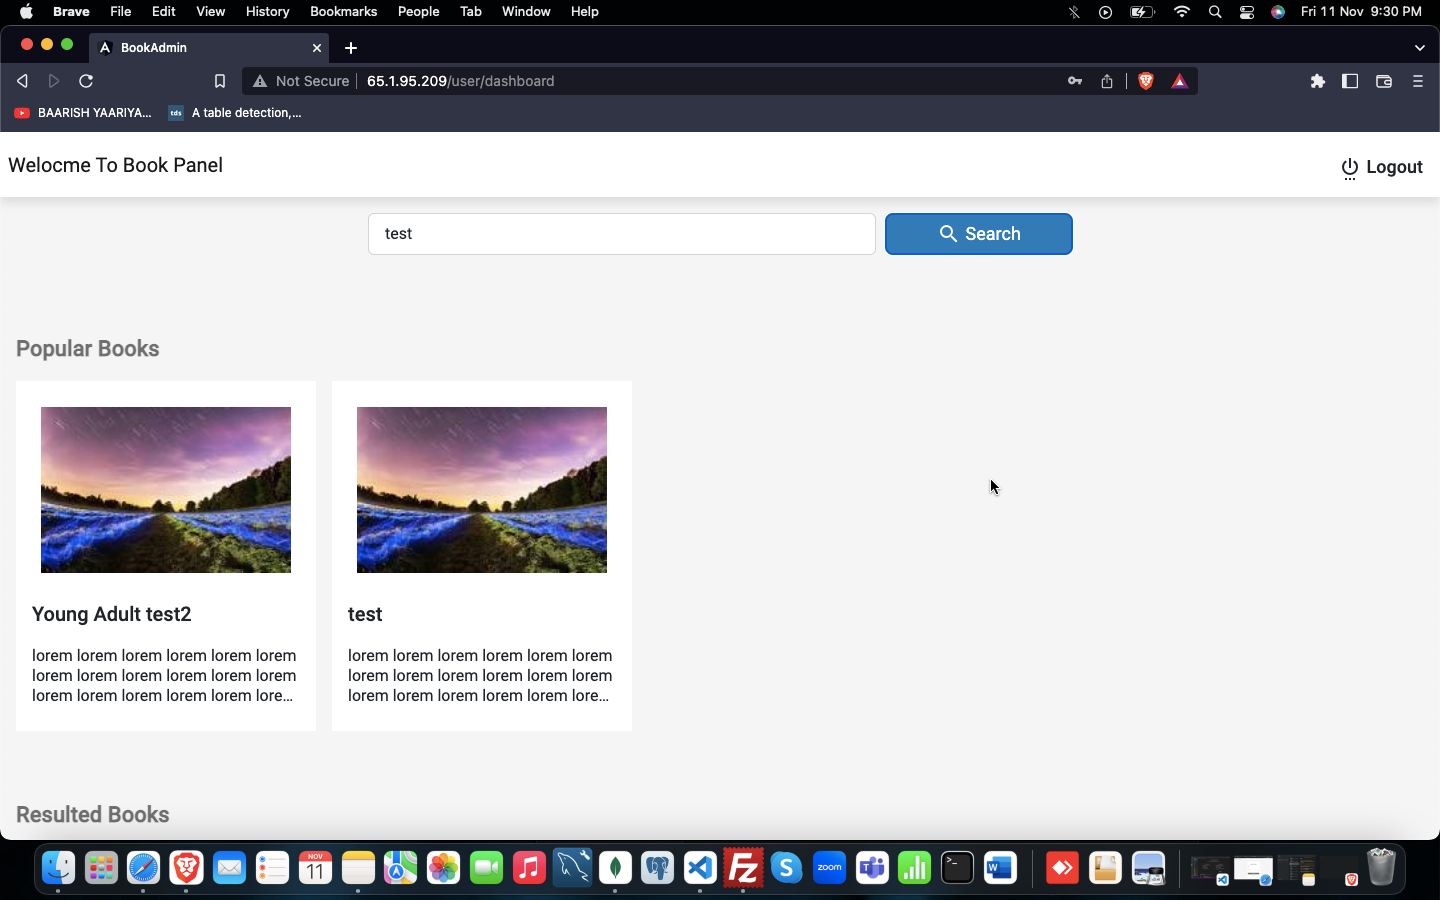 Brave File Edit View History Bookmarks People Tab Window Help Fri 11 Nov 9:30 PM
BookAdmin
Not Secure 65.1.95.209/user/dashboard
BAARISH YAARIYA... tds A table detection,...
Welocme To Book Panel Logout
test Search
Popular Books
Young Adult test2
lorem lorem lorem lorem lorem lorem
lorem lorem lorem lorem lorem lorem
lorem lorem lorem lorem lorem lore...
test
lorem lorem lorem lorem lorem lorem
lorem lorem lorem lorem lorem lorem
lorem lorem lorem lorem lorem lore...
Resulted Books
NOV
11
Fz
S
zoom
T
W